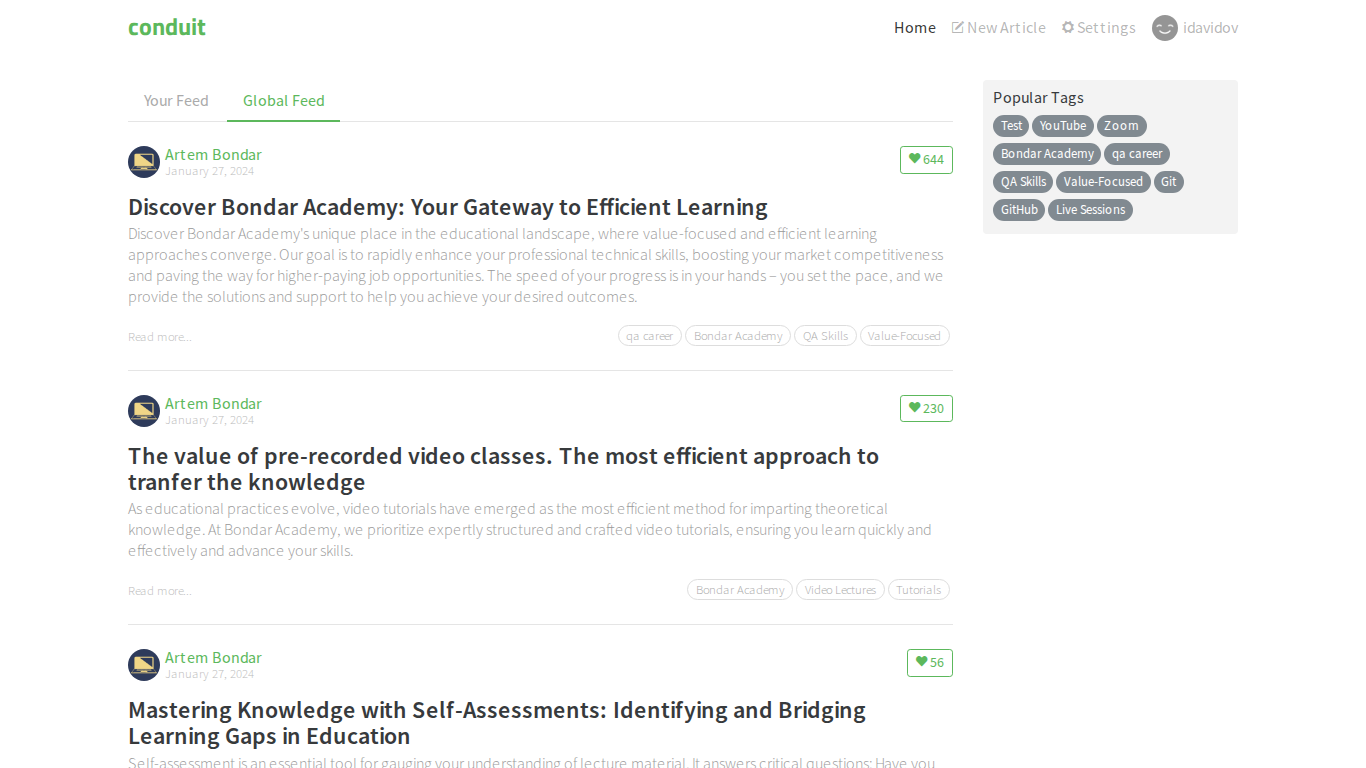 conduit
Home
New Article
Settings
idavidov
Your Feed
Global Feed
Artem Bondar
January 27, 2024
644
Discover Bondar Academy: Your Gateway to Efficient Learning
Discover Bondar Academy's unique place in the educational landscape, where value-focused and efficient learning
approaches converge. Our goal is to rapidly enhance your professional technical skills, boosting your market competitiveness
and paving the way for higher-paying job opportunities. The speed of your progress is in your hands – you set the pace, and we
provide the solutions and support to help you achieve your desired outcomes.
Read more...
qa career
Bondar Academy
QA Skills
Value-Focused
Artem Bondar
January 27, 2024
230
The value of pre-recorded video classes. The most efficient approach to
tranfer the knowledge
As educational practices evolve, video tutorials have emerged as the most efficient method for imparting theoretical
knowledge. At Bondar Academy, we prioritize expertly structured and crafted video tutorials, ensuring you learn quickly and
effectively and advance your skills.
Read more...
Bondar Academy
Video Lectures
Tutorials
Artem Bondar
January 27, 2024
56
Mastering Knowledge with Self-Assessments: Identifying and Bridging
Learning Gaps in Education
Self-assessment is an essential tool for gauging your understanding of lecture material. It answers critical questions: Have you
Popular Tags
Test
YouTube
Zoom
Bondar Academy
qa career
QA Skills
Value-Focused
Git
GitHub
Live Sessions